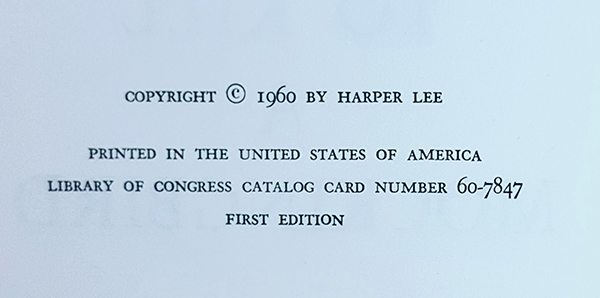 COPYRIGHT © 1960 BY HARPER LEE
PRINTED IN THE UNITED STATES OF AMERICA
LIBRARY OF CONGRESS CATALOG CARD NUMBER 60-7847
FIRST EDITION